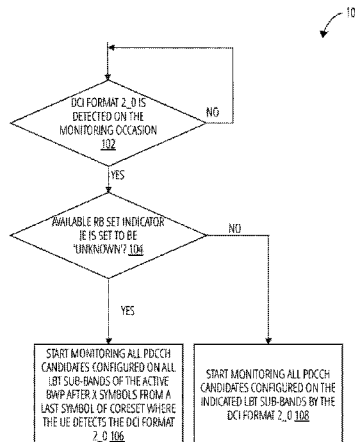 10
DCI FORMAT 2_0 IS
DETECTED ON THE
MONITORING OCCASION
102
NO
YES
AVAILABLE RB SET INDICATOR
IE IS SET TO BE
'UNKNOWN'? 104
NO
YES
START MONITORING ALL PDCCH
CANDIDATES CONFIGURED ON ALL
LBT SUB-BANDS OF THE ACTIVE
BWP AFTER X SYMBOLS FROM A
LAST SYMBOL OF CORESET WHERE
THE UE DETECTS THE DCI FORMAT
2_0 106
START MONITORING ALL PDCCH
CANDIDATES CONFIGURED ON THE
INDICATED LBT SUB-BANDS BY THE
DCI FORMAT 2_0 108